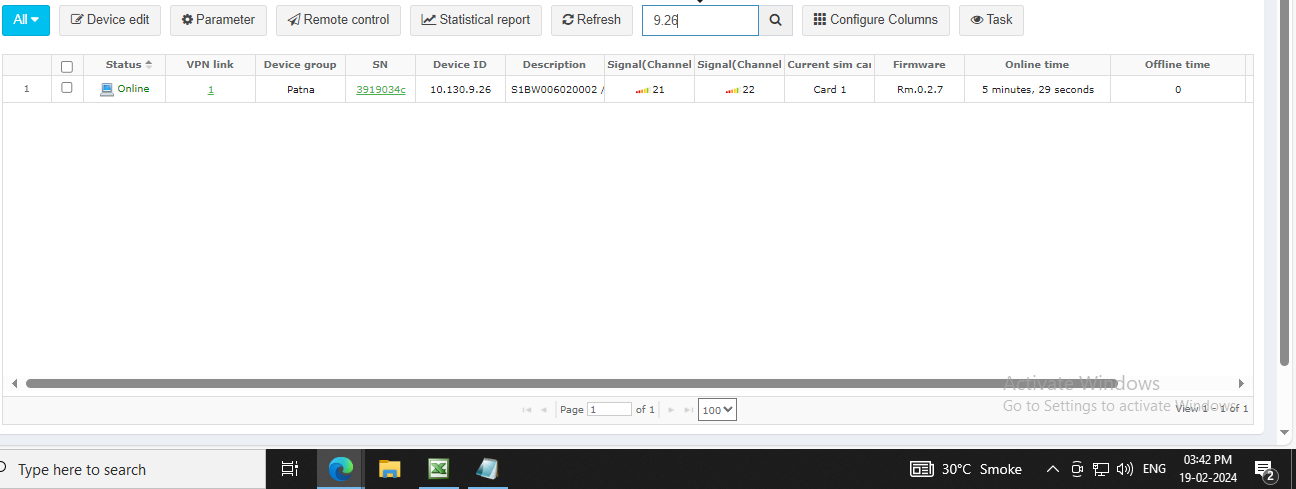 All Device edit Parameter Remote control Statistical report Refresh 9.26 Configure Columns Task
Status VPN link Device group SN Device ID Description Signal(Channel Signal(Channel Current sim car Firmware Online time Offline time
1 Online 1 Patna 3919034c 10.130.9.26 S1BW006020002 / 21 22 Card 1 Rm.0.2.7 5 minutes, 29 seconds 0
Activate Windows
Go to Settings to activate Windows.
Page 1 of 1 100 View 1 - 1 of 1
Type here to search 30°C Smoke ENG 03:42 PM
19-02-2024 2